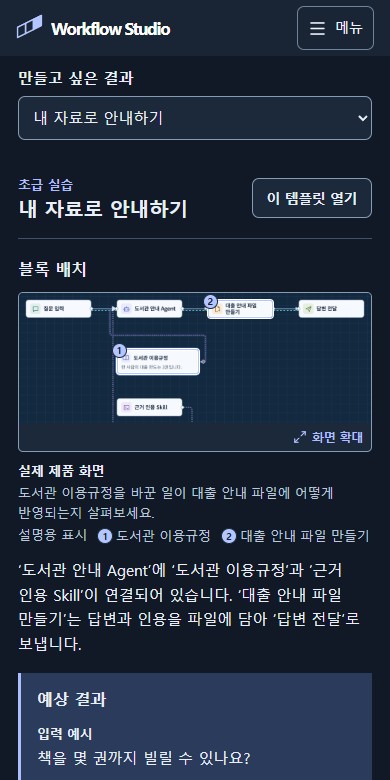 Workflow Studio
메뉴
만들고 싶은 결과
내 자료로 안내하기
초급 실습
내 자료로 안내하기
이 템플릿 열기
블록 배치
질문 입력
도서관 안내 Agent
2
대출 안내 파일
만들기
답변 전달
1
도서관 이용규정
근거 인용 Skill
화면 확대
실제 제품 화면
도서관 이용규정을 바꾼 일이 대출 안내 파일에 어떻게
반영되는지 살펴보세요.
설명용 표시 1 도서관 이용규정 2 대출 안내 파일 만들기
‘도서관 안내 Agent’에 ‘도서관 이용규정’과 ‘근거
인용 Skill’이 연결되어 있습니다. ‘대출 안내 파일
만들기’는 답변과 인용을 파일에 담아 ‘답변 전달’로
보냅니다.
예상 결과
입력 예시
책을 몇 권까지 빌릴 수 있나요?